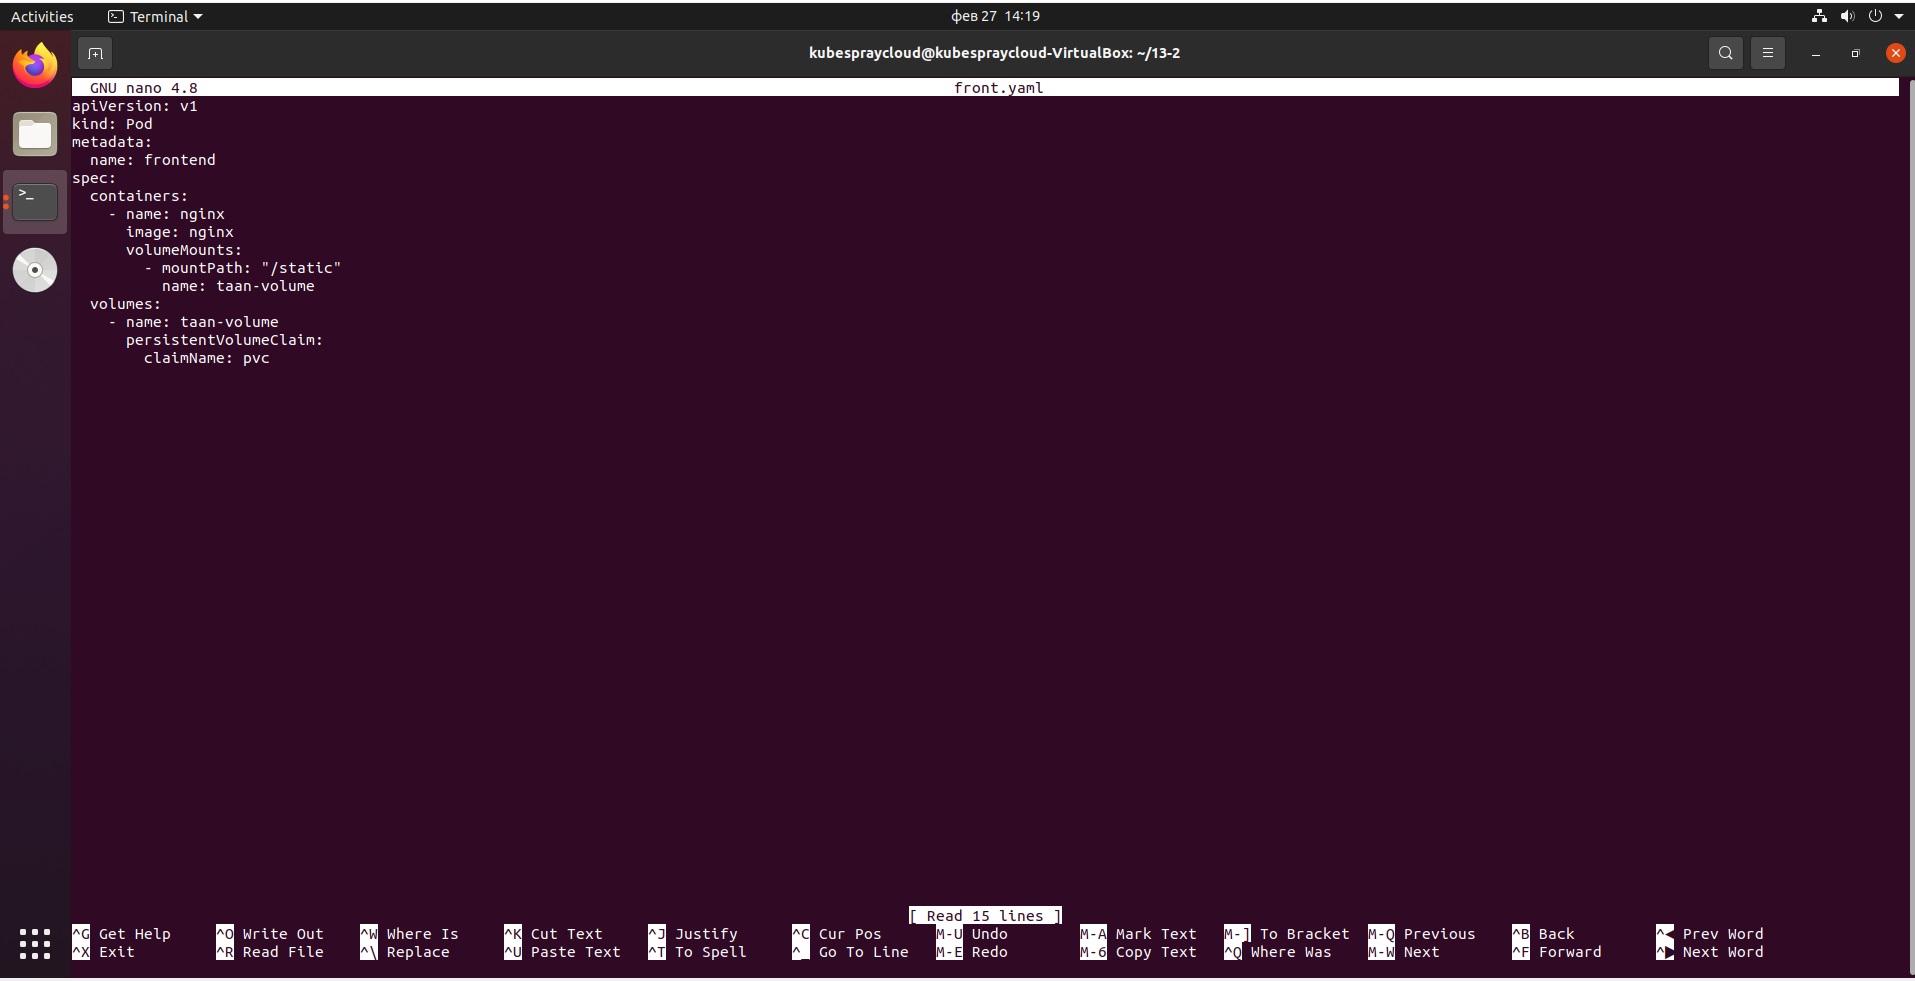 Activities Terminal фев 27 14:19
kubespraycloud@kubespraycloud-VirtualBox: ~/13-2
GNU nano 4.8 front.yaml
apiVersion: v1
kind: Pod
metadata:
  name: frontend
spec:
  containers:
    - name: nginx
      image: nginx
      volumeMounts:
        - mountPath: "/static"
          name: taan-volume
  volumes:
    - name: taan-volume
      persistentVolumeClaim:
        claimName: pvc
[ Read 15 lines ]
^G Get Help ^O Write Out ^W Where Is ^K Cut Text ^J Justify ^C Cur Pos M-U Undo M-A Mark Text M-] To Bracket M-Q Previous ^B Back ^◀ Prev Word
^X Exit ^R Read File ^\ Replace ^U Paste Text ^T To Spell ^_ Go To Line M-E Redo M-6 Copy Text ^Q Where Was M-W Next ^F Forward ^▶ Next Word